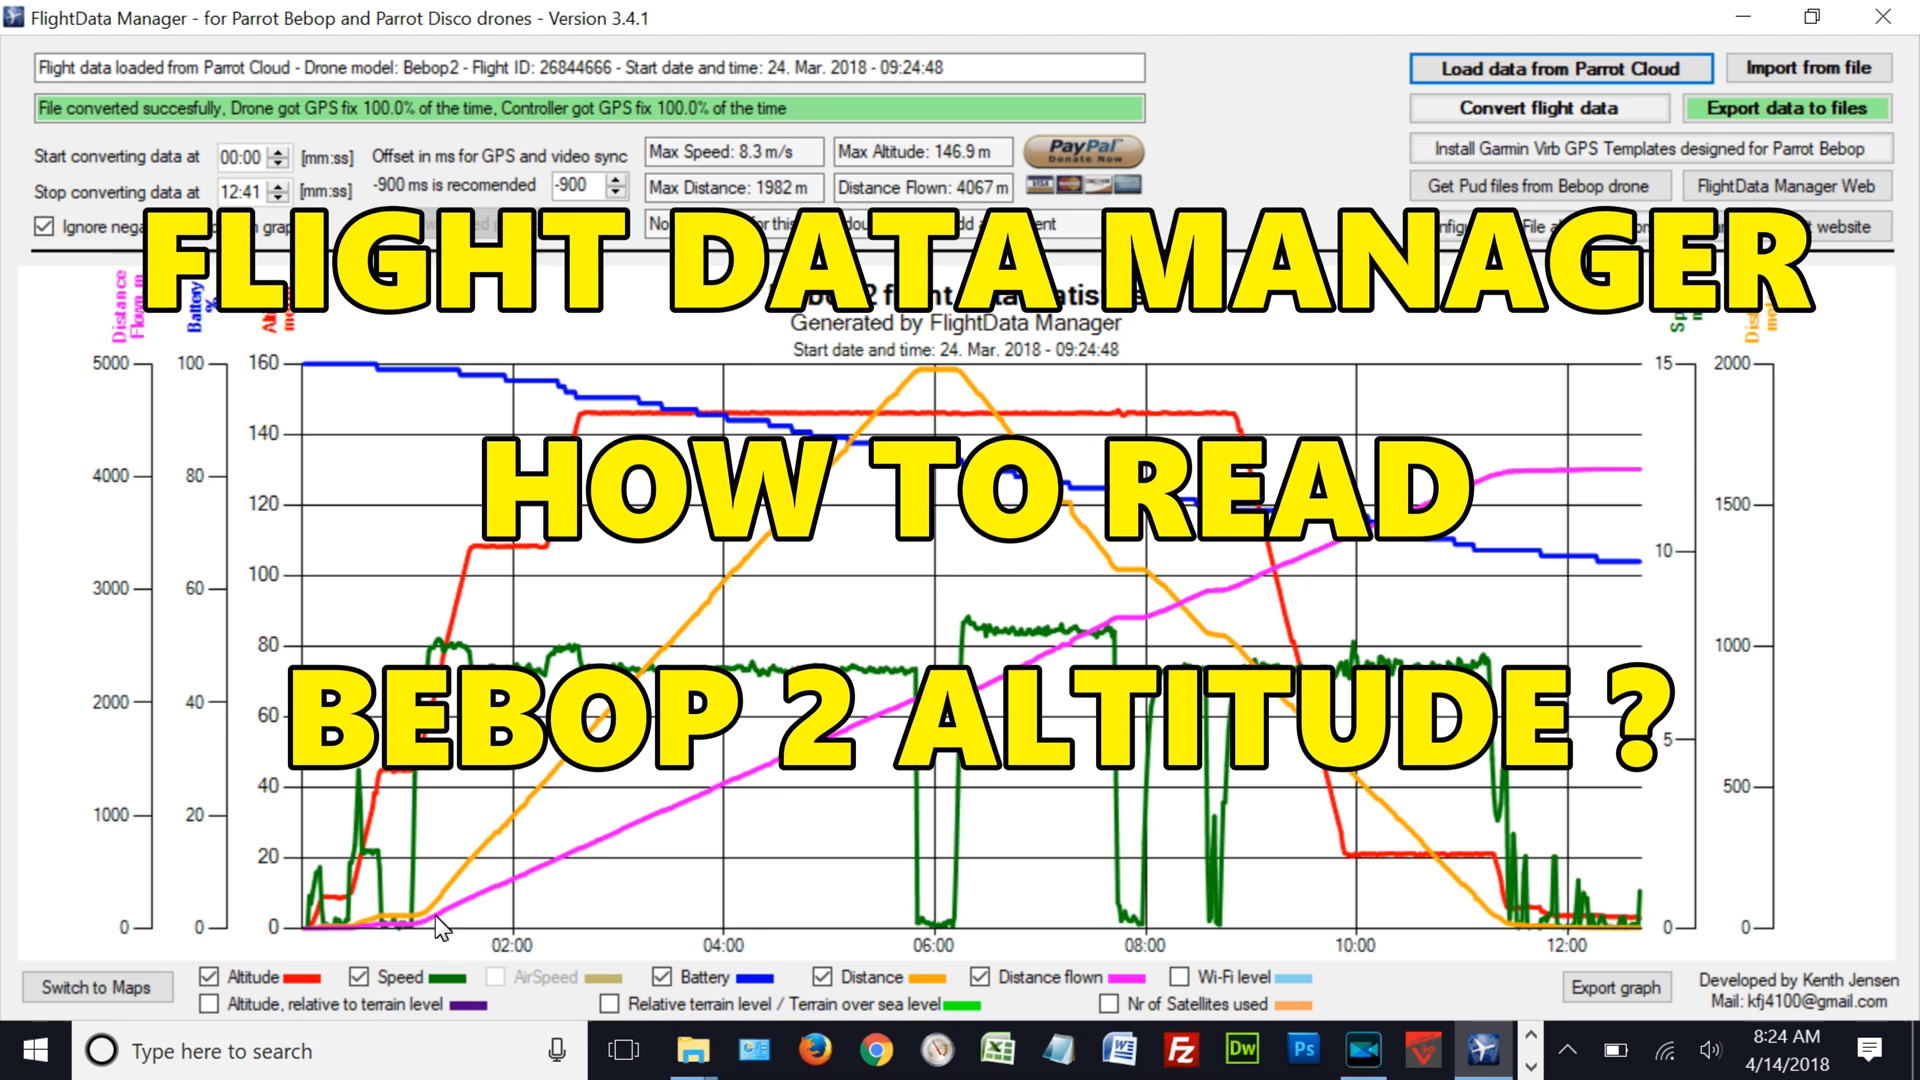 FlightData Manager - for Parrot Bebop and Parrot Disco drones - Version 3.4.1
Flight data loaded from Parrot Cloud - Drone model: Bebop2 - Flight ID: 26844666 - Start date and time: 24. Mar. 2018 - 09:24:48
Load data from Parrot Cloud
Import from file
File converted succesfully, Drone got GPS fix 100.0% of the time, Controller got GPS fix 100.0% of the time
Convert flight data
Export data to files
Start converting data at 00:00 [mm:ss]
Offset in ms for GPS and video sync
Max Speed: 8.3 m/s
Max Altitude: 146.9 m
PayPal
Donate Now
Install Garmin Virb GPS Templates designed for Parrot Bebop
Stop converting data at 12:41 [mm:ss]
-900 ms is recomended -900
Max Distance: 1982 m
Distance Flown: 4067 m
VISA
Get Pud files from Bebop drone
FlightData Manager Web
Ignore
for this
website
FLIGHT DATA MANAGER
Distance
Battery
Generated by FlightData Manager
Start date and time: 24. Mar. 2018 - 09:24:48
5000 100 160 15 2000
140
4000 80
HOW TO READ
120 1500
10
3000 60 100
80 1000
BEBOP 2 ALTITUDE ?
2000 40 60
5
1000 20 40 500
20
0 0 0 0 0
02:00 04:00 06:00 08:00 10:00 12:00
Switch to Maps
Altitude Speed AirSpeed Battery Distance Distance flown Wi-Fi level
Altitude, relative to terrain level Relative terrain level / Terrain over sea level Nr of Satellites used
Export graph
Developed by Kenth Jensen
Mail: kfj4100@gmail.com
Type here to search
Fz
Dw
Ps
8:24 AM
4/14/2018